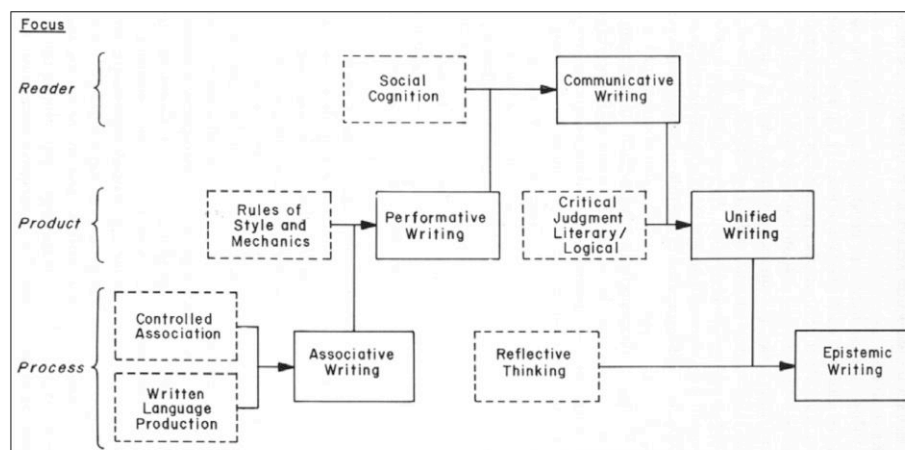 Focus
Reader
Social
Cognition
Communicative
Writing
Product
Rules of
Style and
Mechanics
Performative
Writing
Critical
Judgment
Literary/
Logical
Unified
Writing
Process
Controlled
Association
Written
Language
Production
Associative
Writing
Reflective
Thinking
Epistemic
Writing